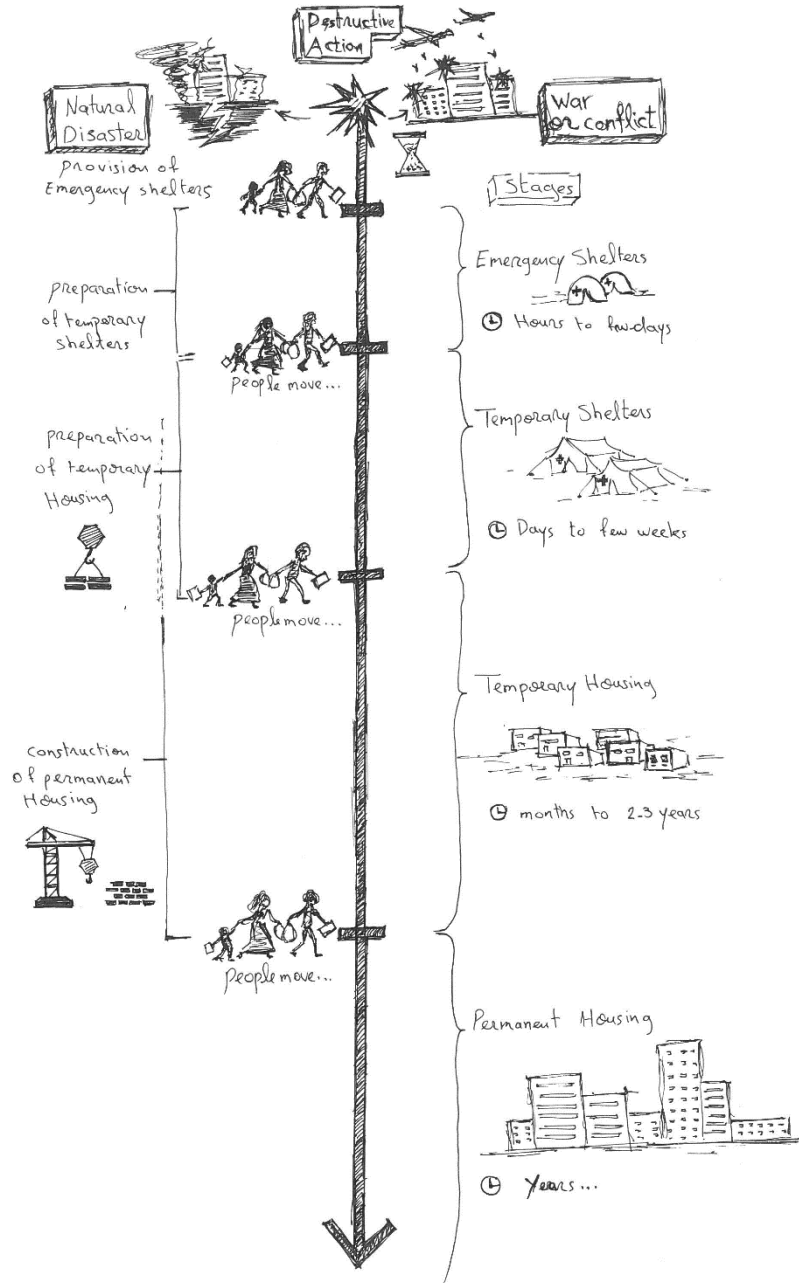 Destructive
Action
Natural
Disaster
War
or conflict
provision of
Emergency shelters
Stages
Emergency Shelters
Hours to few-days
preparation
of temporary
shelters
people move...
Temporary Shelters
Days to few weeks
preparation
of temporary
Housing
people move...
Temporary Housing
months to 2-3 years
construction
of permanent
Housing
people move...
Permanent Housing
Years...